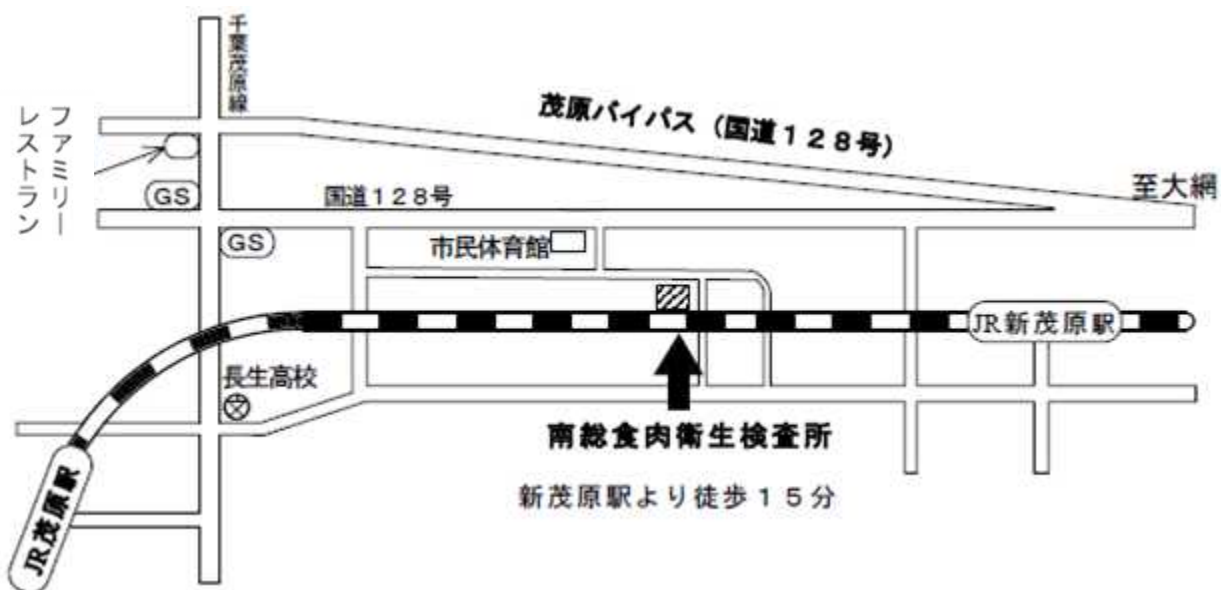 千葉茂原線
ファミリー
レストラン
茂原バイパス（国道１２８号）
至大網
GS
国道１２８号
GS
市民体育館
JR新茂原駅
長生高校
南総食肉衛生検査所
新茂原駅より徒歩１５分
JR茂原駅